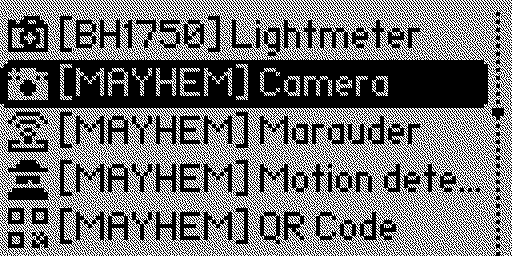 [BH1750] Lightmeter
[MAYHEM] Camera
[MAYHEM] Marauder
[MAYHEM] Motion dete...
[MAYHEM] QR Code